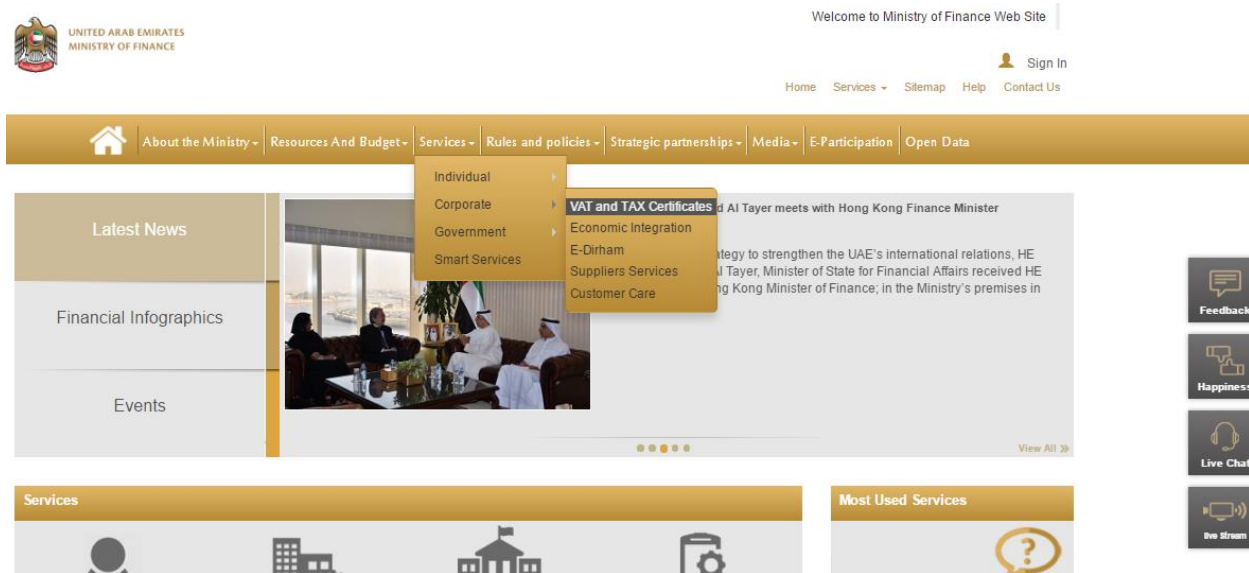 Welcome to Ministry of Finance Web Site
UNITED ARAB EMIRATES
MINISTRY OF FINANCE
Sign In
Home Services Sitemap Help Contact Us
About the Ministry Resources And Budget Services Rules and policies Strategic partnerships Media E-Participation Open Data
Individual
Corporate
Government
Smart Services
VAT and TAX Certificates
Economic Integration
E-Dirham
Suppliers Services
Customer Care
Latest News
Financial Infographics
Events
d Al Tayer meets with Hong Kong Finance Minister
ategy to strengthen the UAE's international relations, HE
l Tayer, Minister of State for Financial Affairs received HE
ng Kong Minister of Finance; in the Ministry's premises in
View All »
Feedback
Happiness
Live Chat
live Stream
Services
Most Used Services